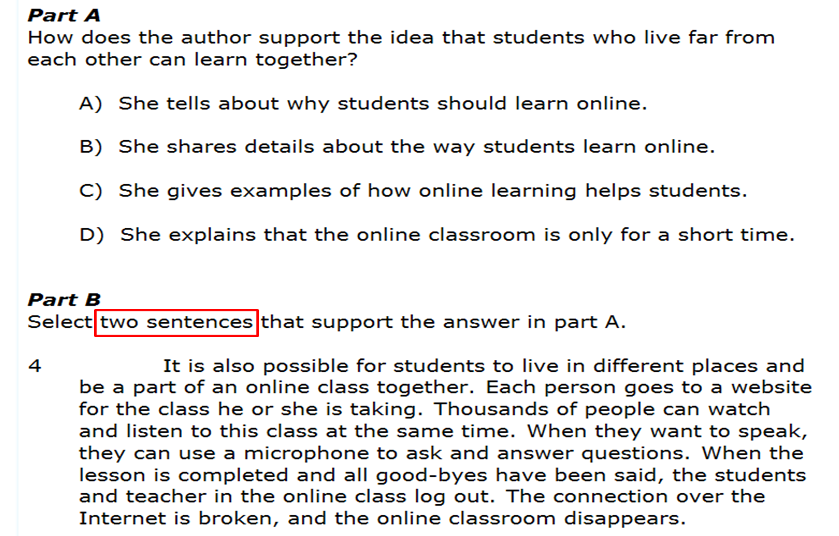 Part A
How does the author support the idea that students who live far from
each other can learn together?
A) She tells about why students should learn online.
B) She shares details about the way students learn online.
C) She gives examples of how online learning helps students.
D) She explains that the online classroom is only for a short time.
Part B
Select two sentences that support the answer in part A.
4 It is also possible for students to live in different places and
be a part of an online class together. Each person goes to a website
for the class he or she is taking. Thousands of people can watch
and listen to this class at the same time. When they want to speak,
they can use a microphone to ask and answer questions. When the
lesson is completed and all good-byes have been said, the students
and teacher in the online class log out. The connection over the
Internet is broken, and the online classroom disappears.